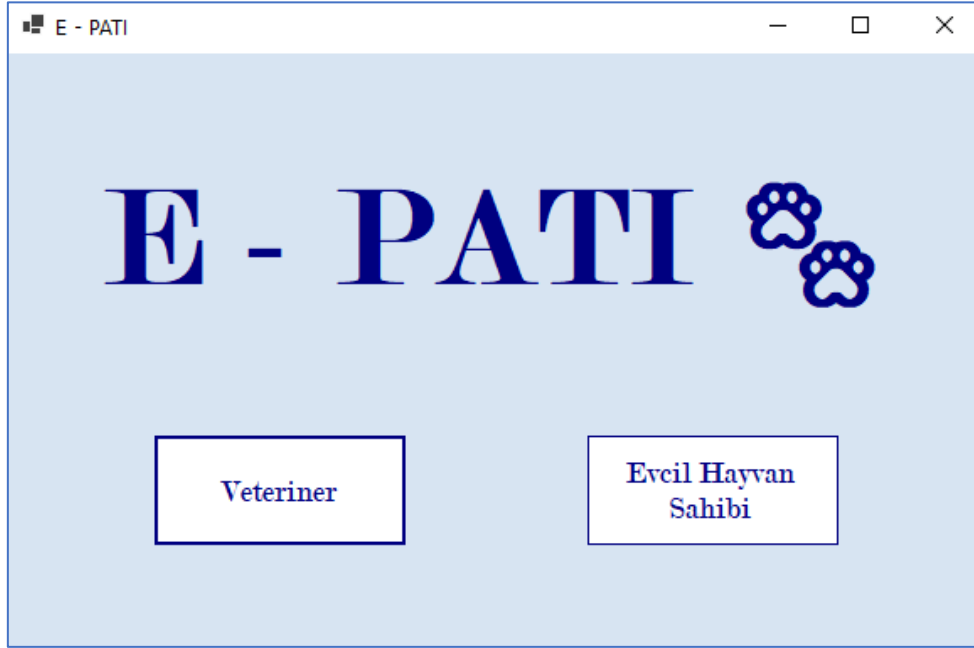 E - PATI
E - PATI
Veteriner
Evcil Hayvan
Sahibi